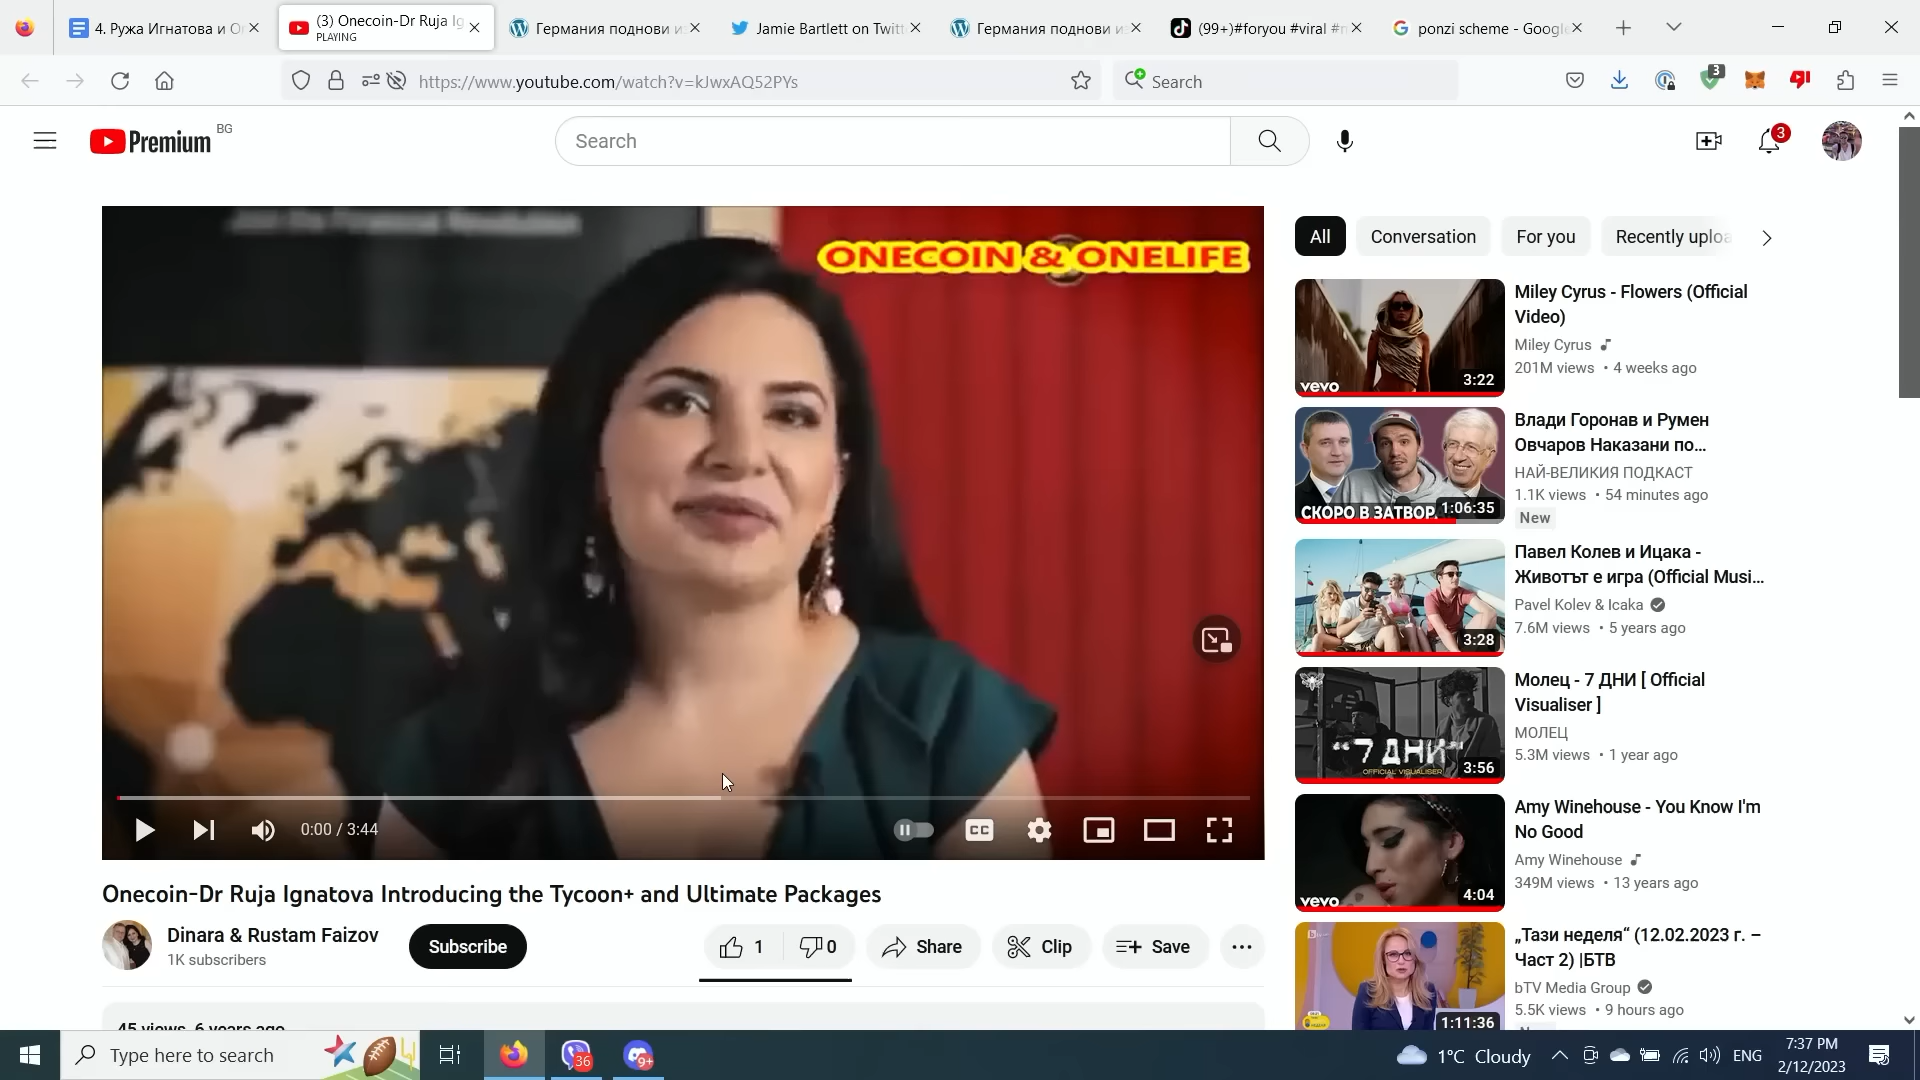 4. Ружа Игнатова и О
(3) Onecoin-Dr Ruja Ig
PLAYING
Германия поднови и
Jamie Bartlett on Twitt
Германия поднови и
(99+)#foryou #viral #
ponzi scheme - Google
https://www.youtube.com/watch?v=kJwxAQ52PYs
Search
3
Premium
BG
Search
3
Join the Financial Revolution
ONECOIN & ONELIFE
0:00 / 3:44
CC
Onecoin-Dr Ruja Ignatova Introducing the Tycoon+ and Ultimate Packages
Dinara & Rustam Faizov
1K subscribers
Subscribe
1
0
Share
Clip
Save
45 views 6 years ago
All
Conversation
For you
Recently uploa
vevo
3:22
Miley Cyrus - Flowers (Official
Video)
Miley Cyrus
201M views • 4 weeks ago
СКОРО В ЗАТВОР.
1:06:35
Влади Горонав и Румен
Овчаров Наказани по...
НАЙ-ВЕЛИКИЯ ПОДКАСТ
1.1K views • 54 minutes ago
New
3:28
Павел Колев и Ицака -
Животът е игра (Official Musi...
Pavel Kolev & Icaka
7.6M views • 5 years ago
"7 ДНИ"
OFFICIAL VISUALISER
3:56
Молец - 7 ДНИ [ Official
Visualiser ]
МОЛЕЦ
5.3M views • 1 year ago
vevo
4:04
Amy Winehouse - You Know I'm
No Good
Amy Winehouse
349M views • 13 years ago
1:11:36
„Тази неделя“ (12.02.2023 г. –
Част 2) |БТВ
bTV Media Group
5.5K views • 9 hours ago
Type here to search
36
9+
1°C Cloudy
ENG
7:37 PM
2/12/2023